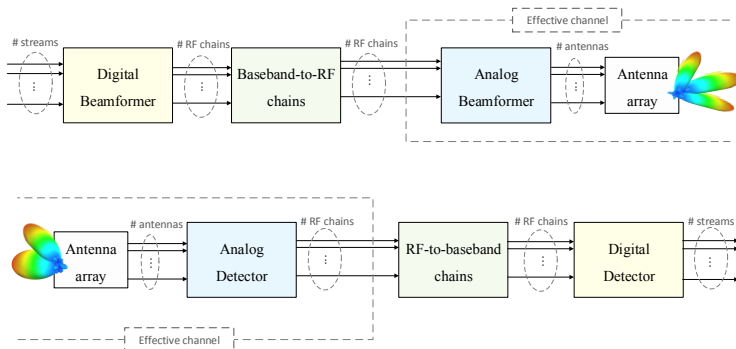 Effective channel
# streams
# RF chains
# RF chains
# antennas
Digital
Beamformer
Baseband-to-RF
chains
Analog
Beamformer
Antenna
array
# antennas
# RF chains
# RF chains
# streams
Antenna
array
Analog
Detector
RF-to-baseband
chains
Digital
Detector
Effective channel